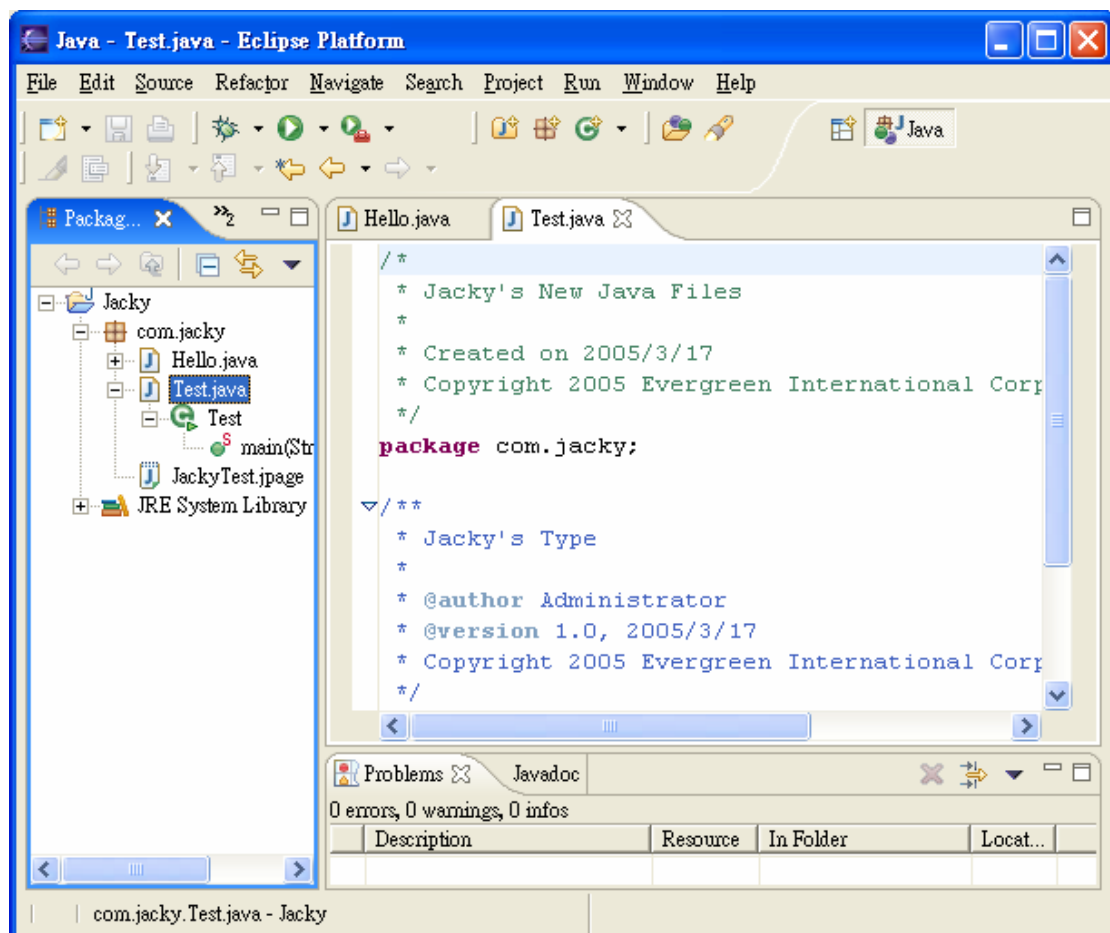 Java - Test.java - Eclipse Platform
File Edit Source Refactor Navigate Search Project Run Window Help
Java
Packag...
»2
Jacky
com.jacky
Hello.java
Test.java
Test
main(Str
JackyTest.jpage
JRE System Library
Hello.java Test.java
/*
* Jacky's New Java Files
*
* Created on 2005/3/17
* Copyright 2005 Evergreen International Corp
*/
package com.jacky;
/**
* Jacky's Type
*
* @author Administrator
* @version 1.0, 2005/3/17
* Copyright 2005 Evergreen International Corp
*/
Problems Javadoc
0 errors, 0 warnings, 0 infos
Description Resource In Folder Locat...
com.jacky.Test.java - Jacky